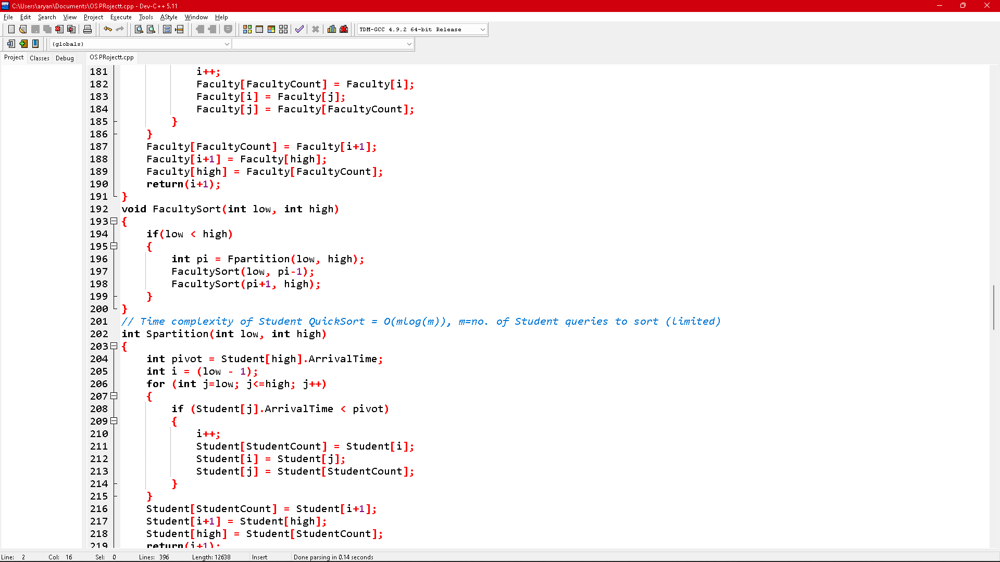 C:\Users\aryan\Documents\OS PRojectt.cpp - Dev-C++ 5.11
File Edit Search View Project Execute Tools AStyle Window Help
TDM-GCC 4.9.2 64-bit Release
(globals)
Project Classes Debug OS PRojectt.cpp
181 i++;
182 Faculty[FacultyCount] = Faculty[i];
183 Faculty[i] = Faculty[j];
184 Faculty[j] = Faculty[FacultyCount];
185 }
186 }
187 Faculty[FacultyCount] = Faculty[i+1];
188 Faculty[i+1] = Faculty[high];
189 Faculty[high] = Faculty[FacultyCount];
190 return(i+1);
191 }
192 void FacultySort(int low, int high)
193 {
194 if(low < high)
195 {
196 int pi = Fpartition(low, high);
197 FacultySort(low, pi-1);
198 FacultySort(pi+1, high);
199 }
200 }
201 // Time complexity of Student QuickSort = O(mlog(m)), m=no. of Student queries to sort (limited)
202 int Spartition(int low, int high)
203 {
204 int pivot = Student[high].ArrivalTime;
205 int i = (low - 1);
206 for (int j=low; j<=high; j++)
207 {
208 if (Student[j].ArrivalTime < pivot)
209 {
210 i++;
211 Student[StudentCount] = Student[i];
212 Student[i] = Student[j];
213 Student[j] = Student[StudentCount];
214 }
215 }
216 Student[StudentCount] = Student[i+1];
217 Student[i+1] = Student[high];
218 Student[high] = Student[StudentCount];
219 return(i+1);
Line: 2 Col: 16 Sel: 0 Lines: 396 Length: 12638 Insert Done parsing in 0.14 seconds